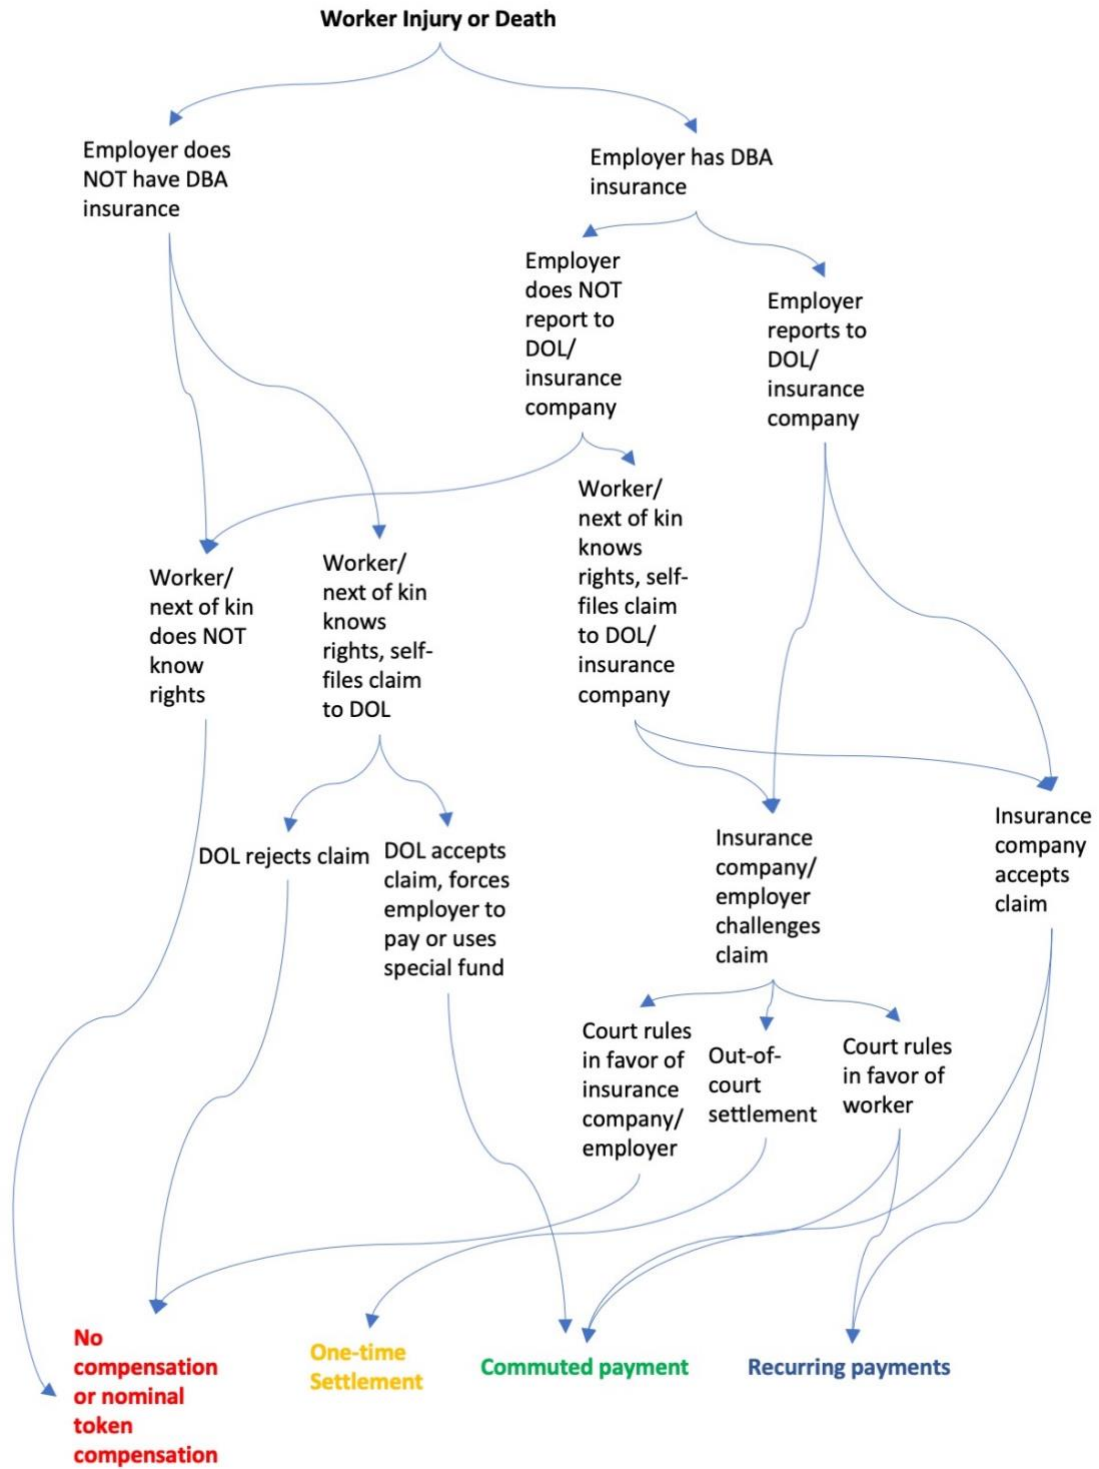 Worker Injury or Death
Employer does
NOT have DBA
insurance
Employer has DBA
insurance
Employer
does NOT
report to
DOL/
insurance
company
Employer
reports to
DOL/
insurance
company
Worker/
next of kin
does NOT
know
rights
Worker/
next of kin
knows
rights, self-
files claim
to DOL
Worker/
next of kin
knows
rights, self-
files claim
to DOL/
insurance
company
DOL rejects claim
DOL accepts
claim, forces
employer to
pay or uses
special fund
Insurance
company/
employer
challenges
claim
Insurance
company
accepts
claim
Court rules
in favor of
insurance
company/
employer
Out-of-
court
settlement
Court rules
in favor of
worker
No
compensation
or nominal
token
compensation
One-time
Settlement
Commuted payment
Recurring payments